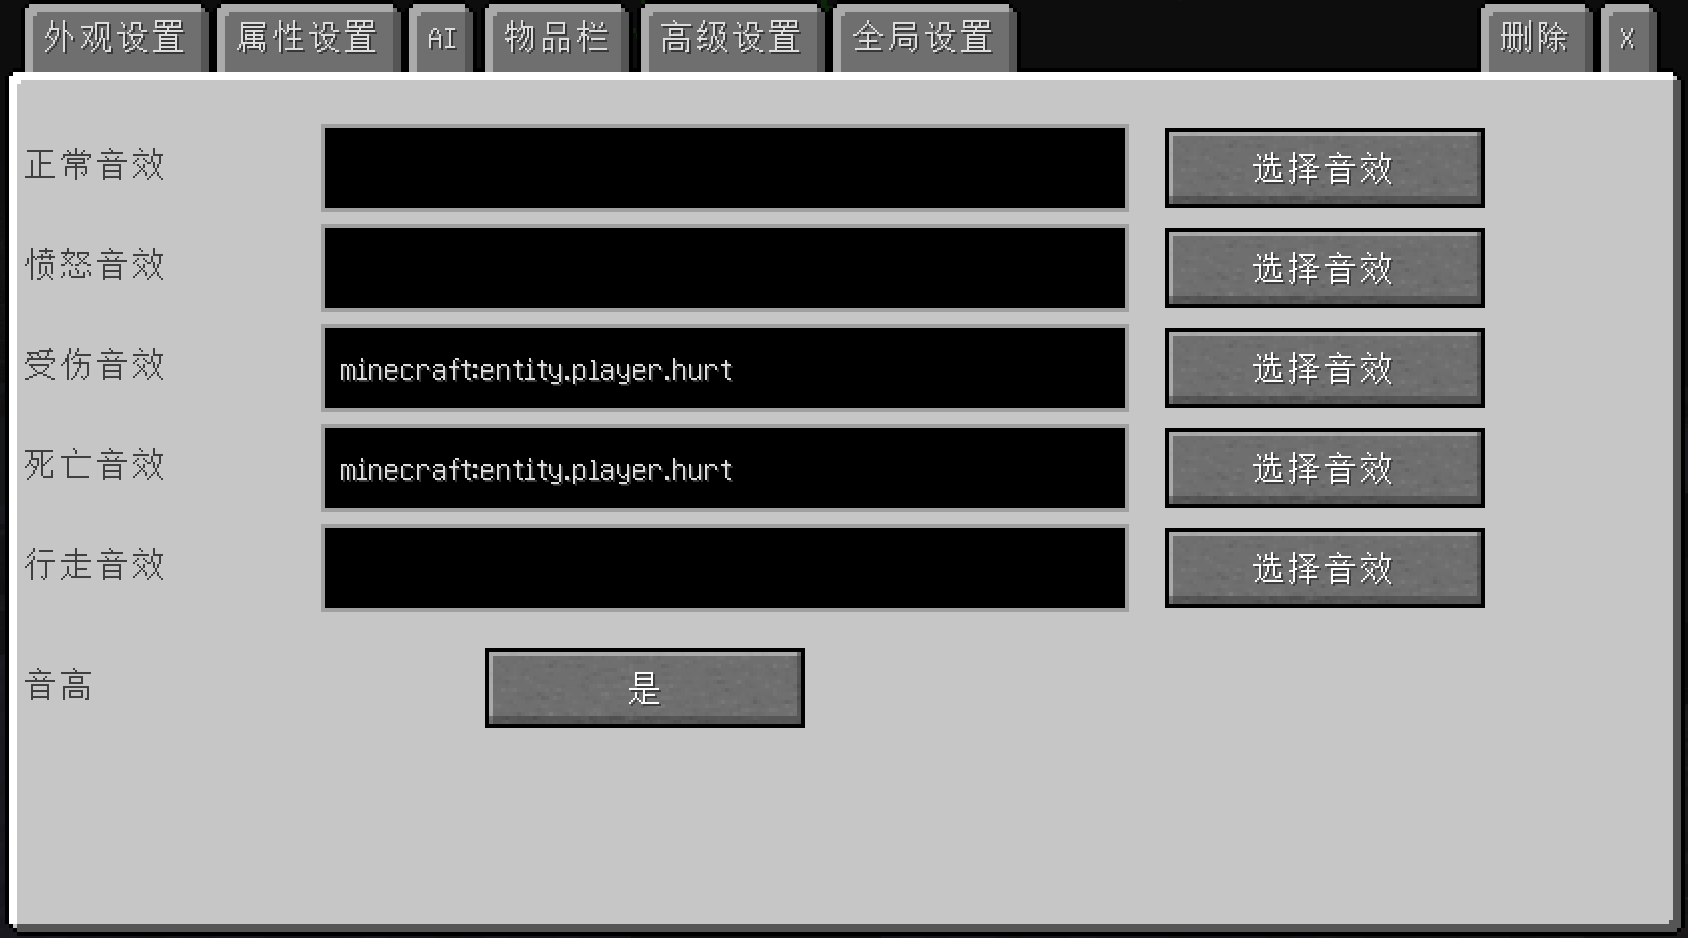 外观设置 属性设置 AI 物品栏 高级设置 全局设置 删除 X
正常音效 选择音效
愤怒音效 选择音效
受伤音效 minecraft:entity.player.hurt 选择音效
死亡音效 minecraft:entity.player.hurt 选择音效
行走音效 选择音效
音高 是